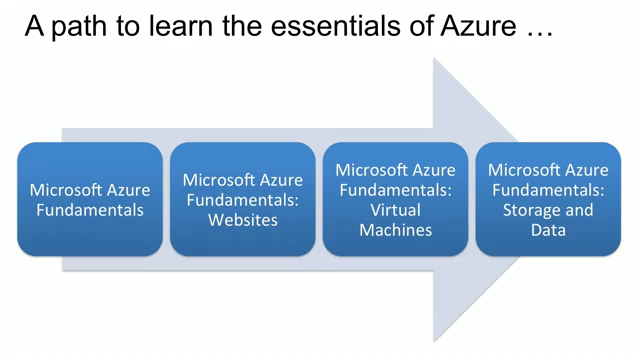 A path to learn the essentials of Azure …
Microsoft Azure
Fundamentals
Microsoft Azure
Fundamentals:
Websites
Microsoft Azure
Fundamentals:
Virtual
Machines
Microsoft Azure
Fundamentals:
Storage and
Data